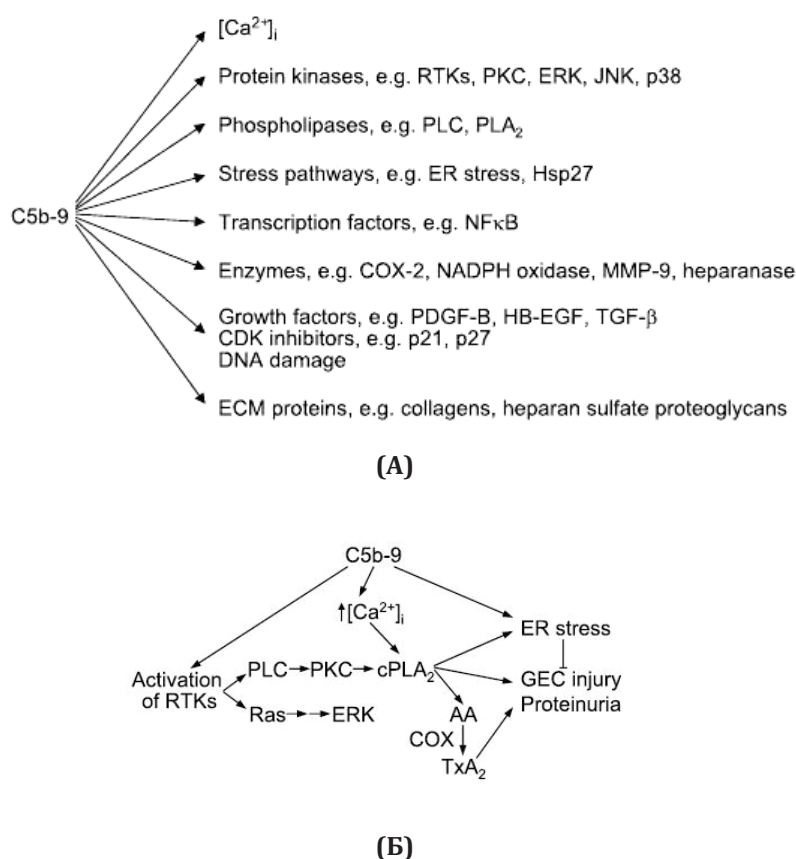 [Ca²⁺]ᵢ
Protein kinases, e.g. RTKs, PKC, ERK, JNK, p38
Phospholipases, e.g. PLC, PLA₂
Stress pathways, e.g. ER stress, Hsp27
C5b-9
Transcription factors, e.g. NFκB
Enzymes, e.g. COX-2, NADPH oxidase, MMP-9, heparanase
Growth factors, e.g. PDGF-B, HB-EGF, TGF-β
CDK inhibitors, e.g. p21, p27
DNA damage
ECM proteins, e.g. collagens, heparan sulfate proteoglycans
(А)
C5b-9
↑[Ca²⁺]ᵢ
ER stress
Activation
of RTKs
PLC→PKC→cPLA₂
GEC injury
Proteinuria
Ras→→ERK
AA
COX
TxA₂
(Б)